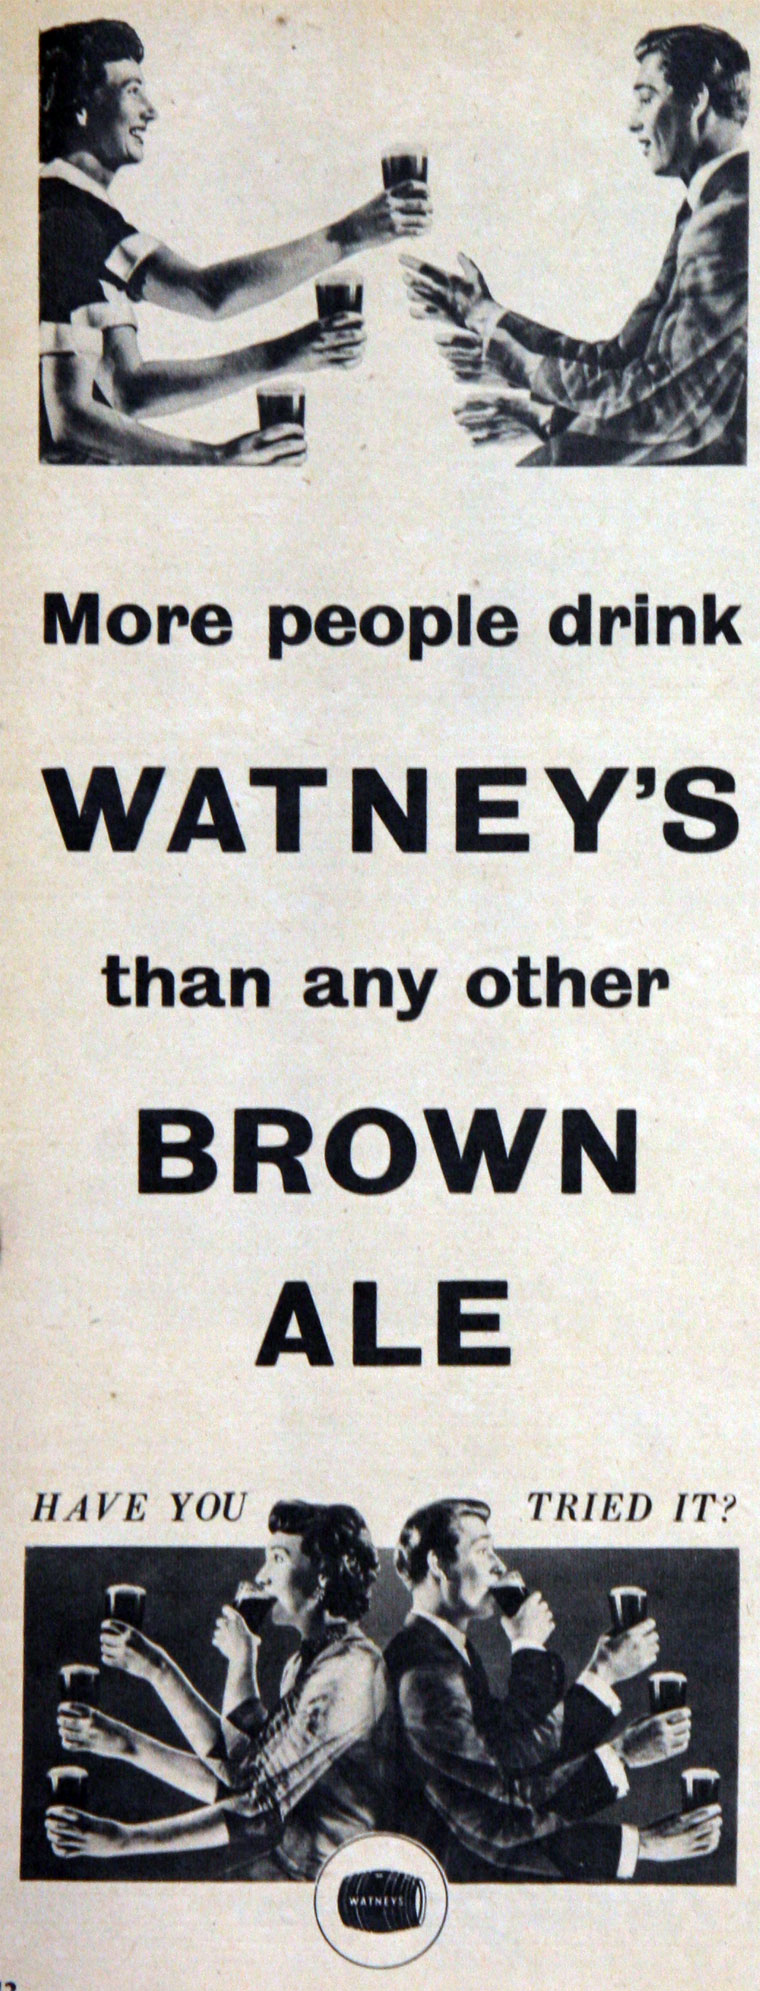 More people drink
WATNEY'S
than any other
BROWN
ALE
HAVE YOU TRIED IT?
WATNEYS